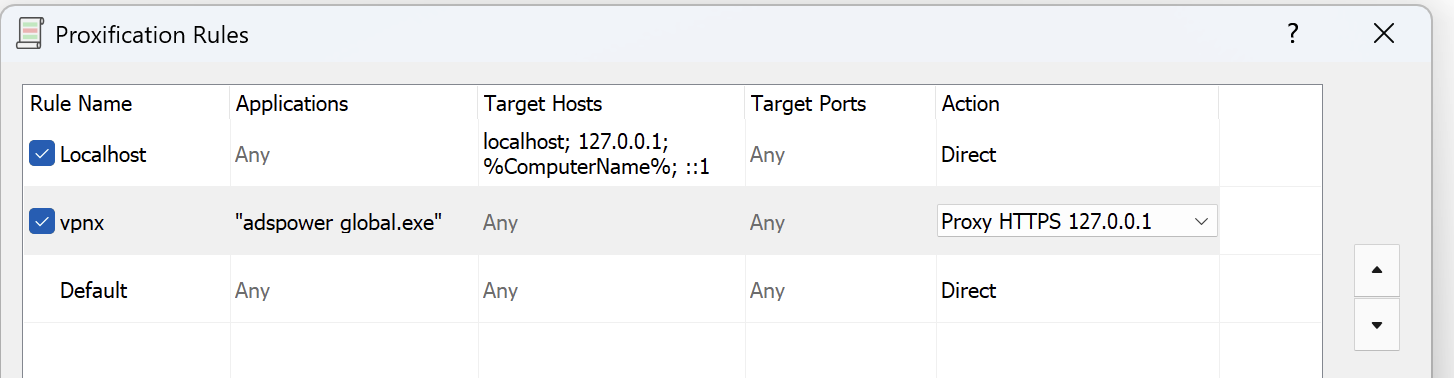 Proxification Rules
?
Rule Name Applications Target Hosts Target Ports Action
Localhost Any localhost; 127.0.0.1; %ComputerName%; ::1 Any Direct
vpnx "adspower global.exe" Any Any Proxy HTTPS 127.0.0.1
Default Any Any Any Direct